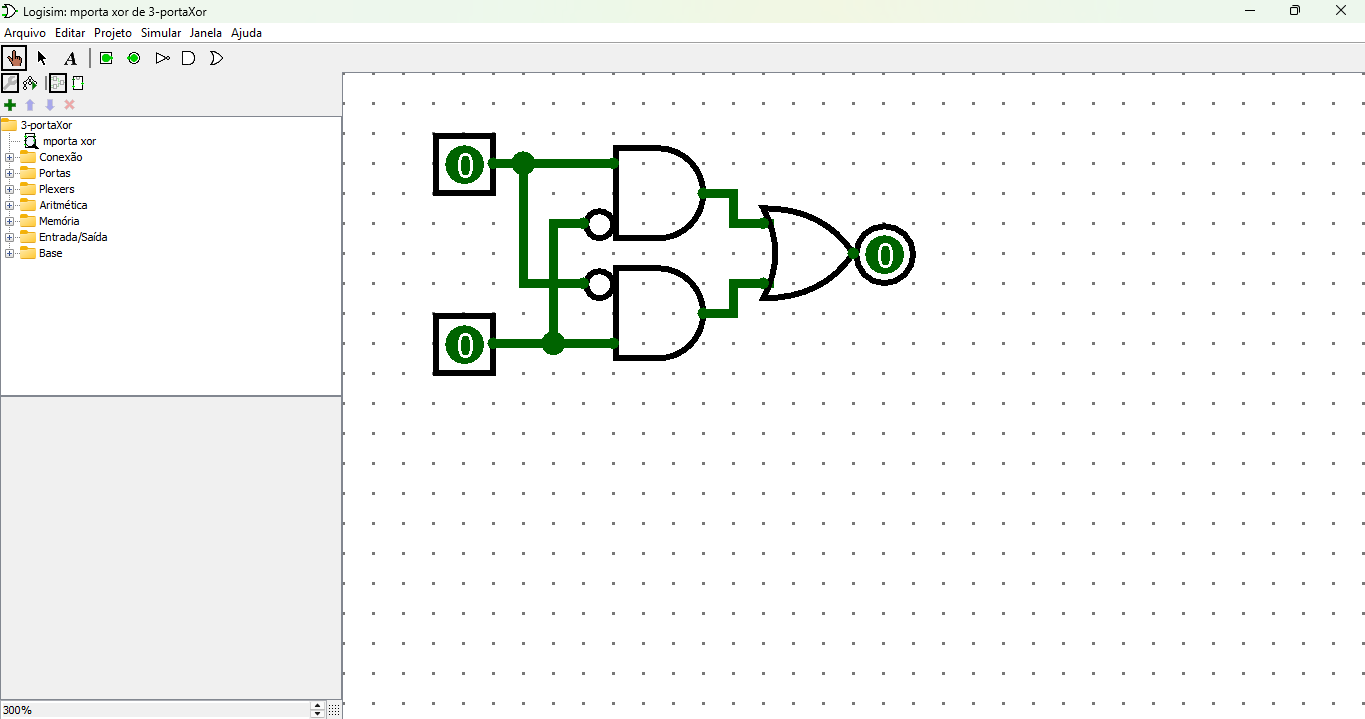 Logisim: mporta xor de 3-portaXor
Arquivo Editar Projeto Simular Janela Ajuda
A
3-portaXor
mporta xor
Conexão
Portas
Plexers
Aritmética
Memória
Entrada/Saída
Base
0
0
0
300%